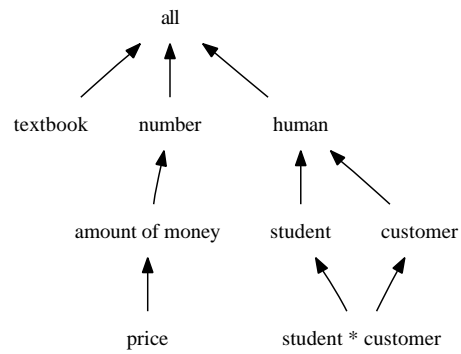 all
textbook number human
amount of money student customer
price student * customer